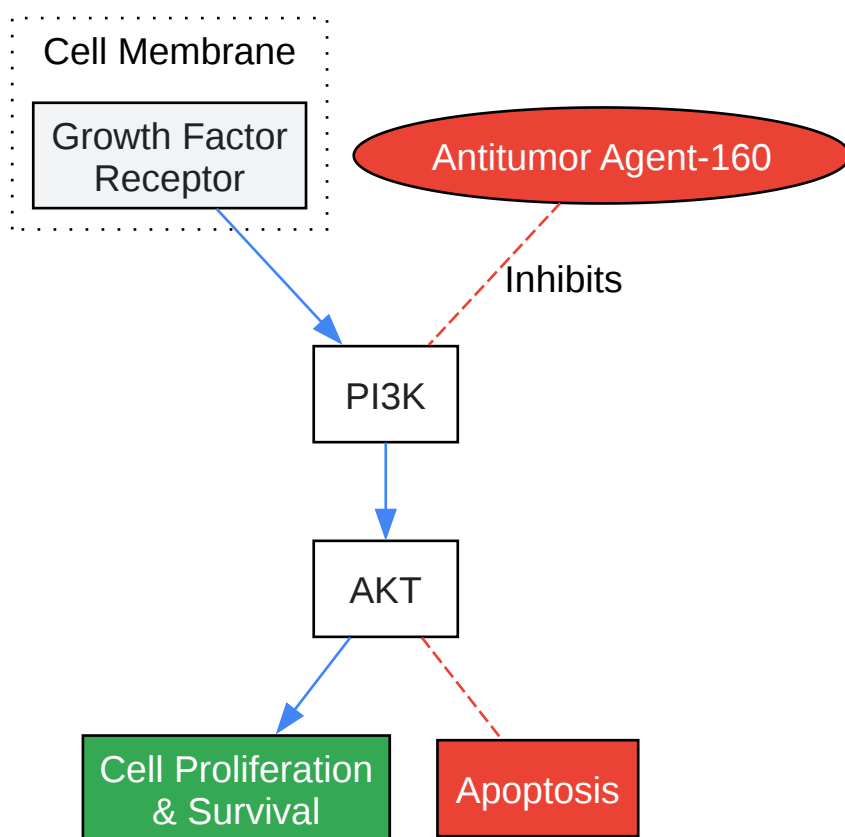 Cell Membrane
Growth Factor
Receptor
Antitumor Agent-160
Inhibits
PI3K
AKT
Cell Proliferation
& Survival
Apoptosis